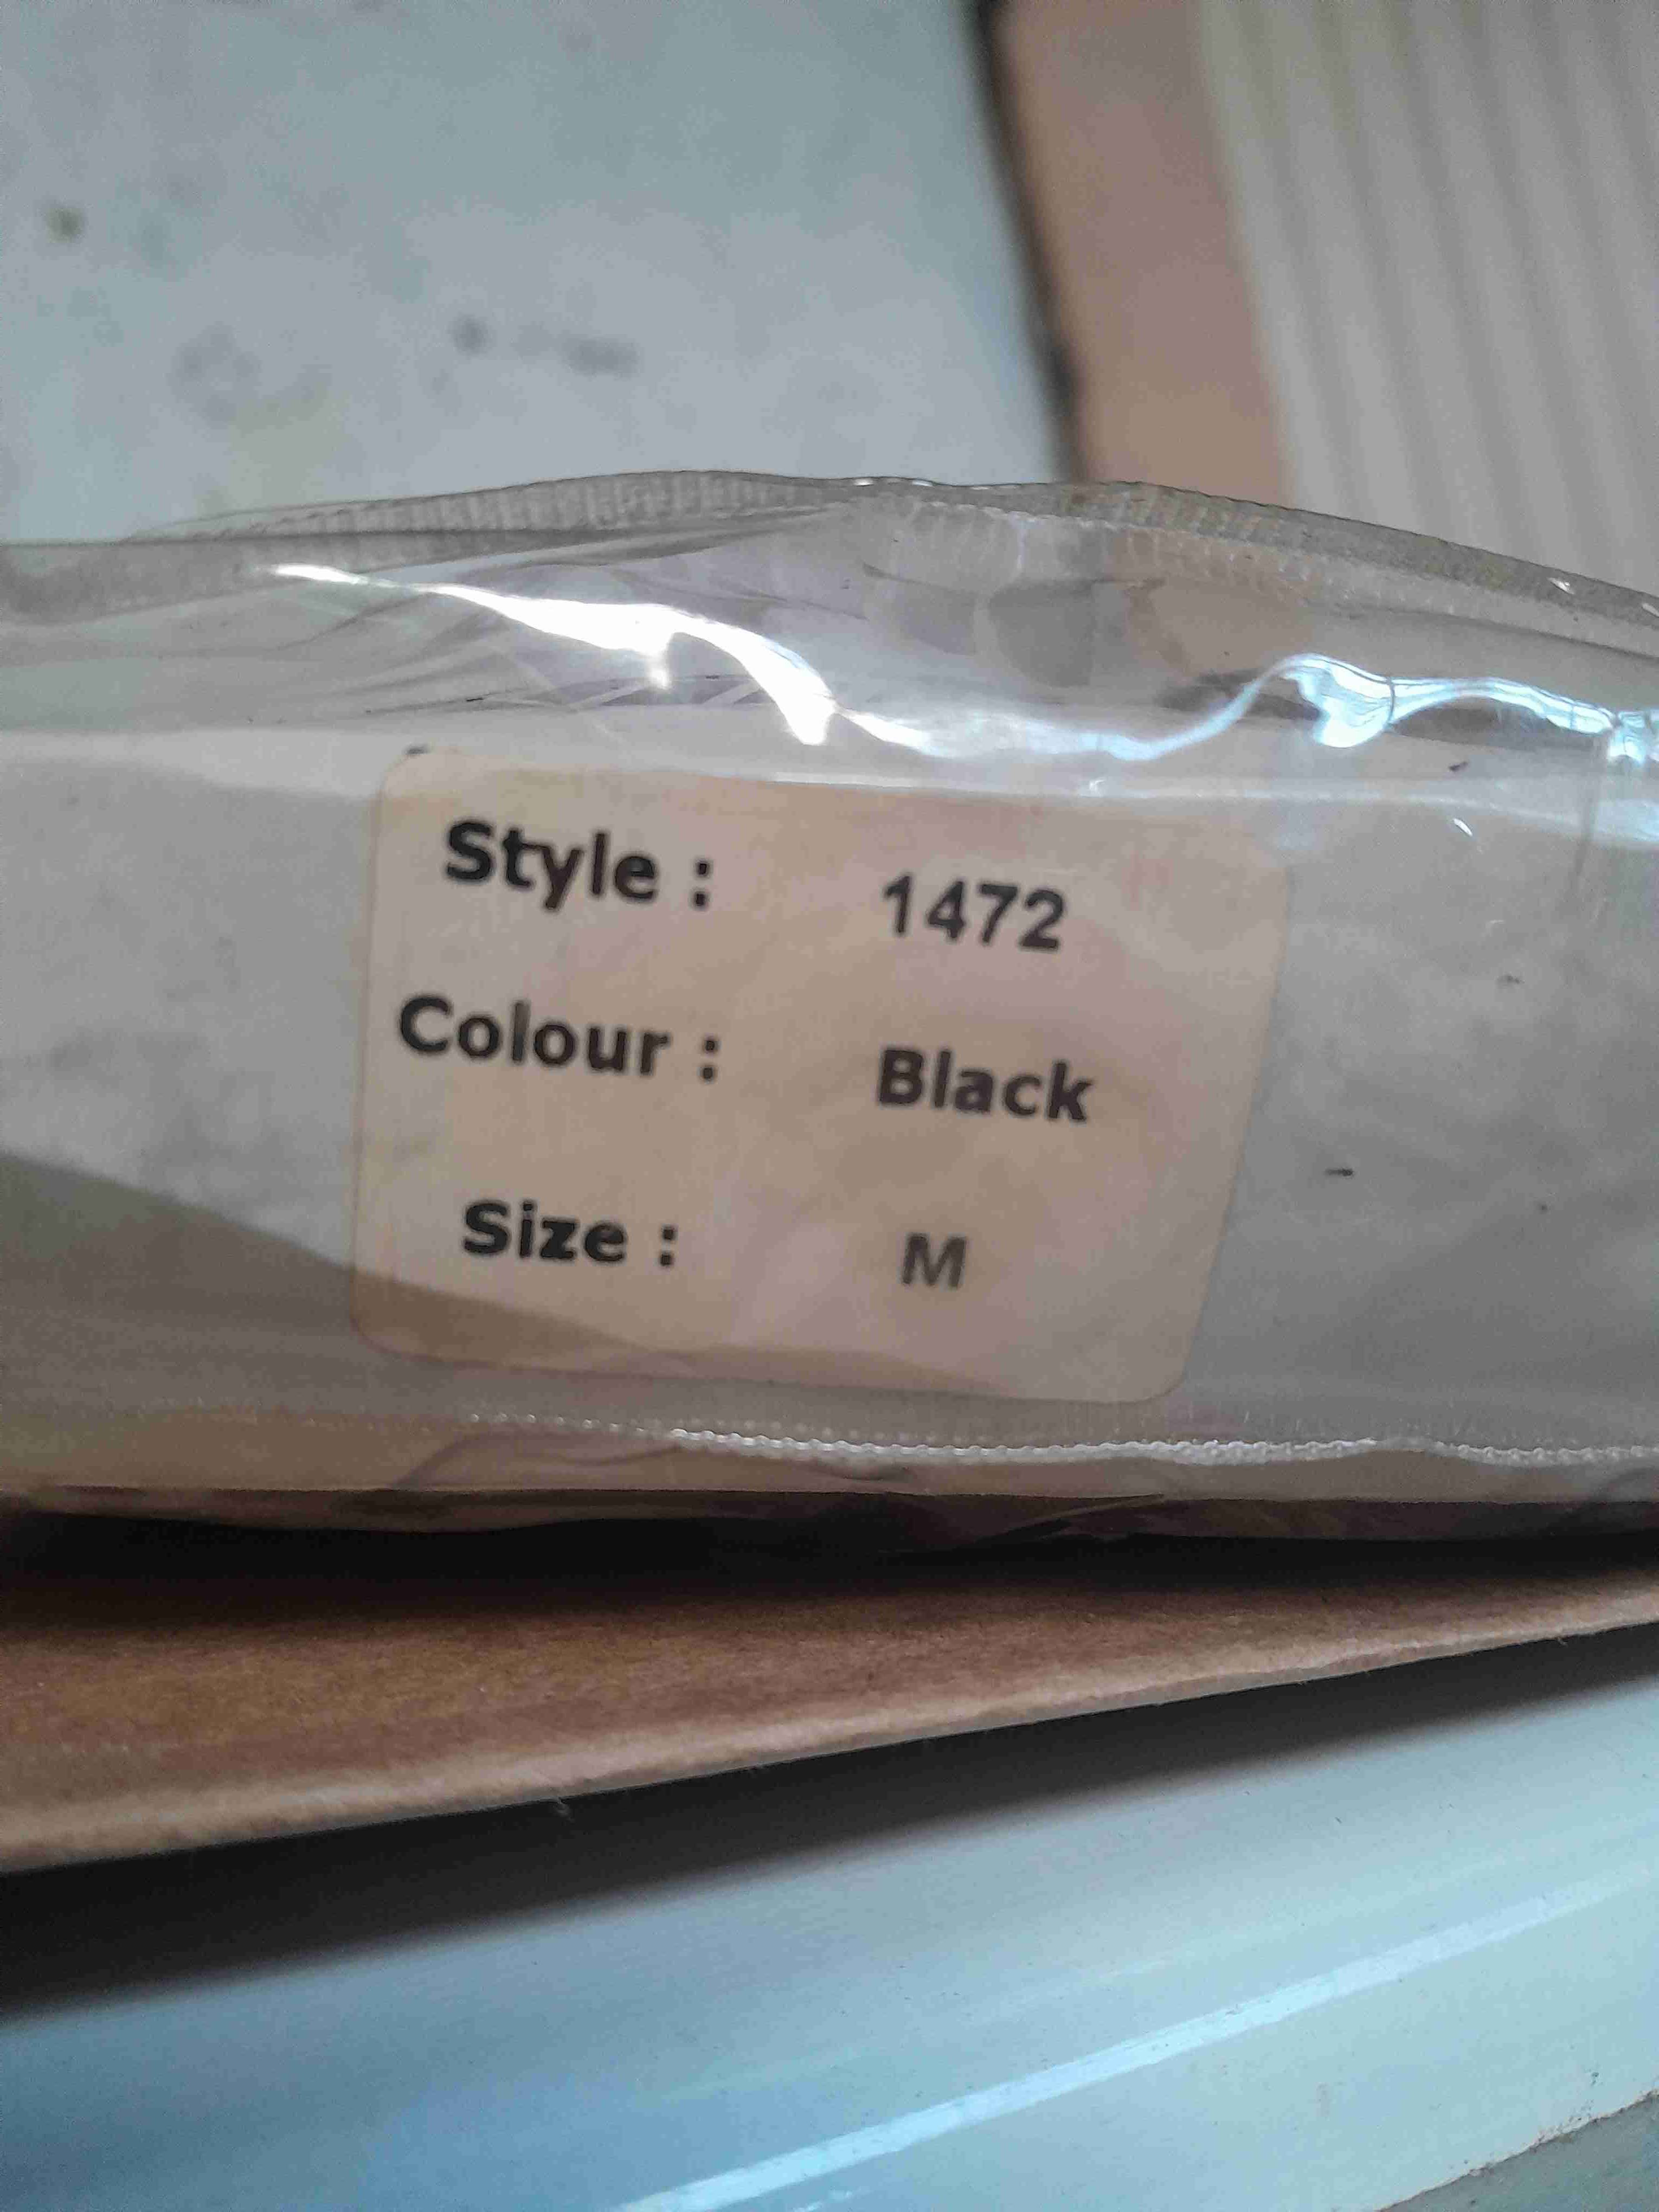 Style : 1472
Colour : Black
Size : M